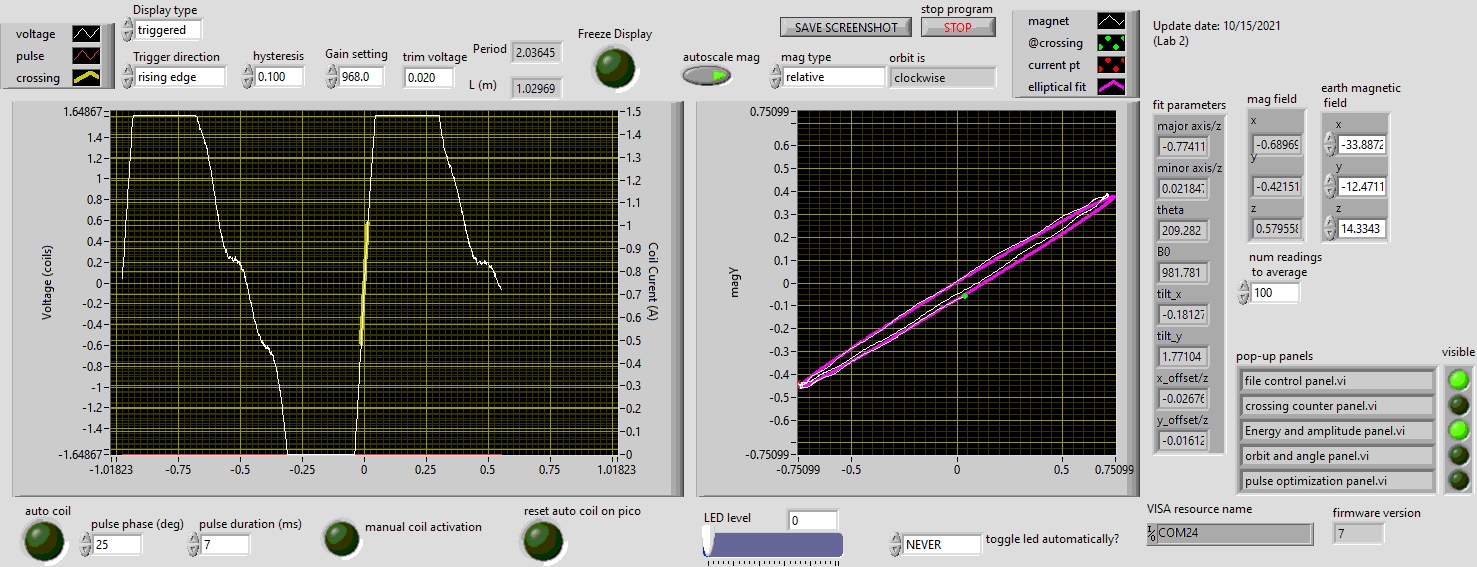 voltage
pulse
crossing
Display type
triggered
Trigger direction
rising edge
hysteresis
0.100
Gain setting
968.0
trim voltage
0.020
Period
2.03645
L (m)
1.02969
Freeze Display
autoscale mag
SAVE SCREENSHOT
stop program
STOP
mag type
relative
orbit is
clockwise
magnet
@crossing
current pt
elliptical fit
Update date: 10/15/2021
(Lab 2)
Voltage (coils)
1.64867
1.4
1.2
1
0.8
0.6
0.4
0.2
0
-0.2
-0.4
-0.6
-0.8
-1
-1.2
-1.4
-1.64867
-1.01823
-0.75
-0.5
-0.25
0
0.25
0.5
0.75
1.01823
1.5
1.4
1.3
1.2
1.1
1
0.9
0.8
0.7
0.6
0.5
0.4
0.3
0.2
0.1
0
Coil Current (A)
magy
0.75099
0.6
0.5
0.4
0.3
0.2
0.1
0
-0.1
-0.2
-0.3
-0.4
-0.5
-0.6
-0.75099
-0.75099
-0.5
0
0.5
0.75099
fit parameters
major axis/z
-0.77411
minor axis/z
0.021847
theta
209.282
B0
981.781
tilt_x
-0.18127
tilt_y
1.77104
x_offset/z
-0.02676
y_offset/z
-0.01612
mag field
x
-0.68969
y
-0.42151
z
0.579558
earth magnetic
field
x
-33.8872
y
-12.4711
z
14.3343
num readings
to average
100
pop-up panels
visible
file control panel.vi
crossing counter panel.vi
Energy and amplitude panel.vi
orbit and angle panel.vi
pulse optimization panel.vi
auto coil
pulse phase (deg)
25
pulse duration (ms)
7
manual coil activation
reset auto coil on pico
LED level
0
NEVER
toggle led automatically?
VISA resource name
COM24
firmware version
7